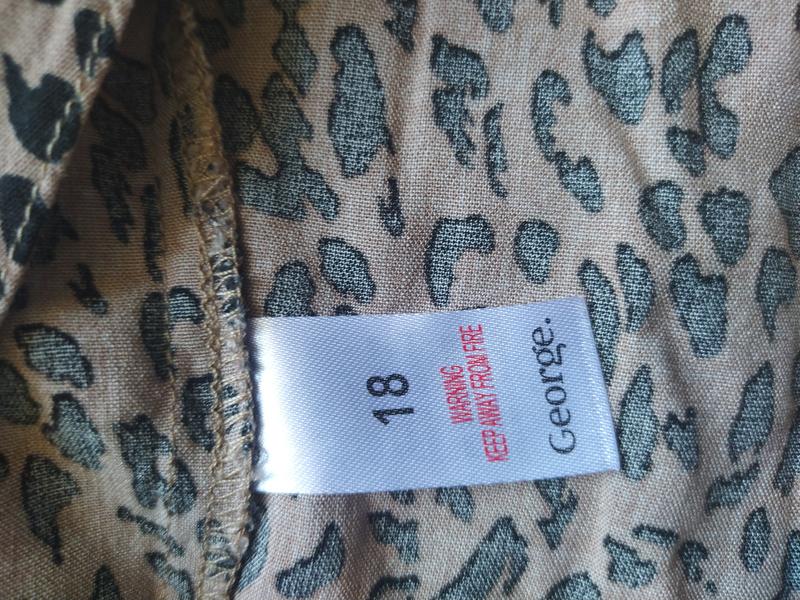 18
WARNING
KEEP AWAY FROM FIRE
George.